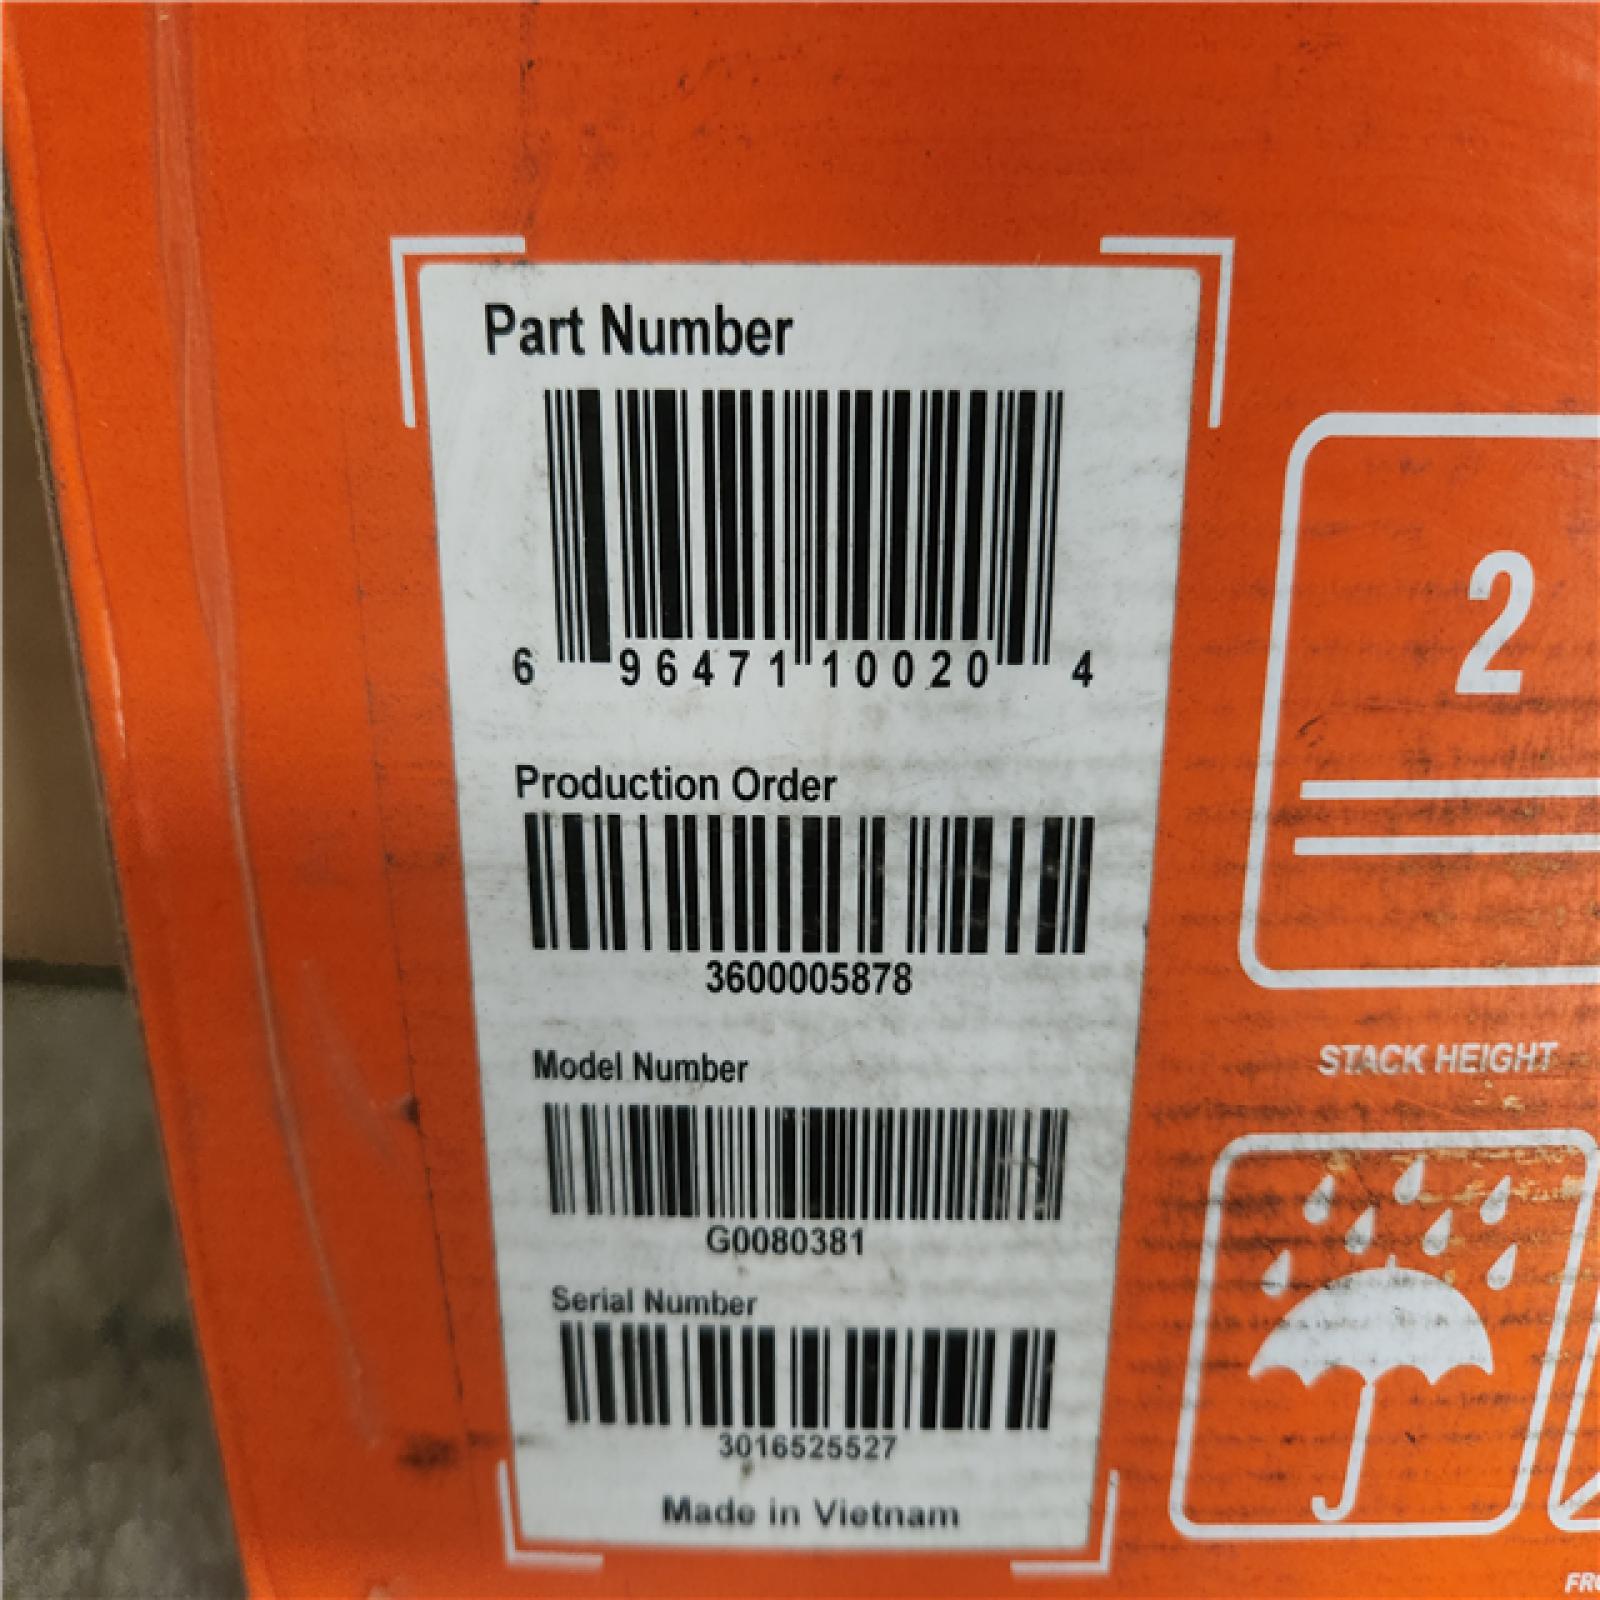 Part Number
6 96471 10020 4
Production Order
3600005878
Model Number
G0080381
Serial Number
3016525527
Made in Vietnam
2
STACK HEIGHT